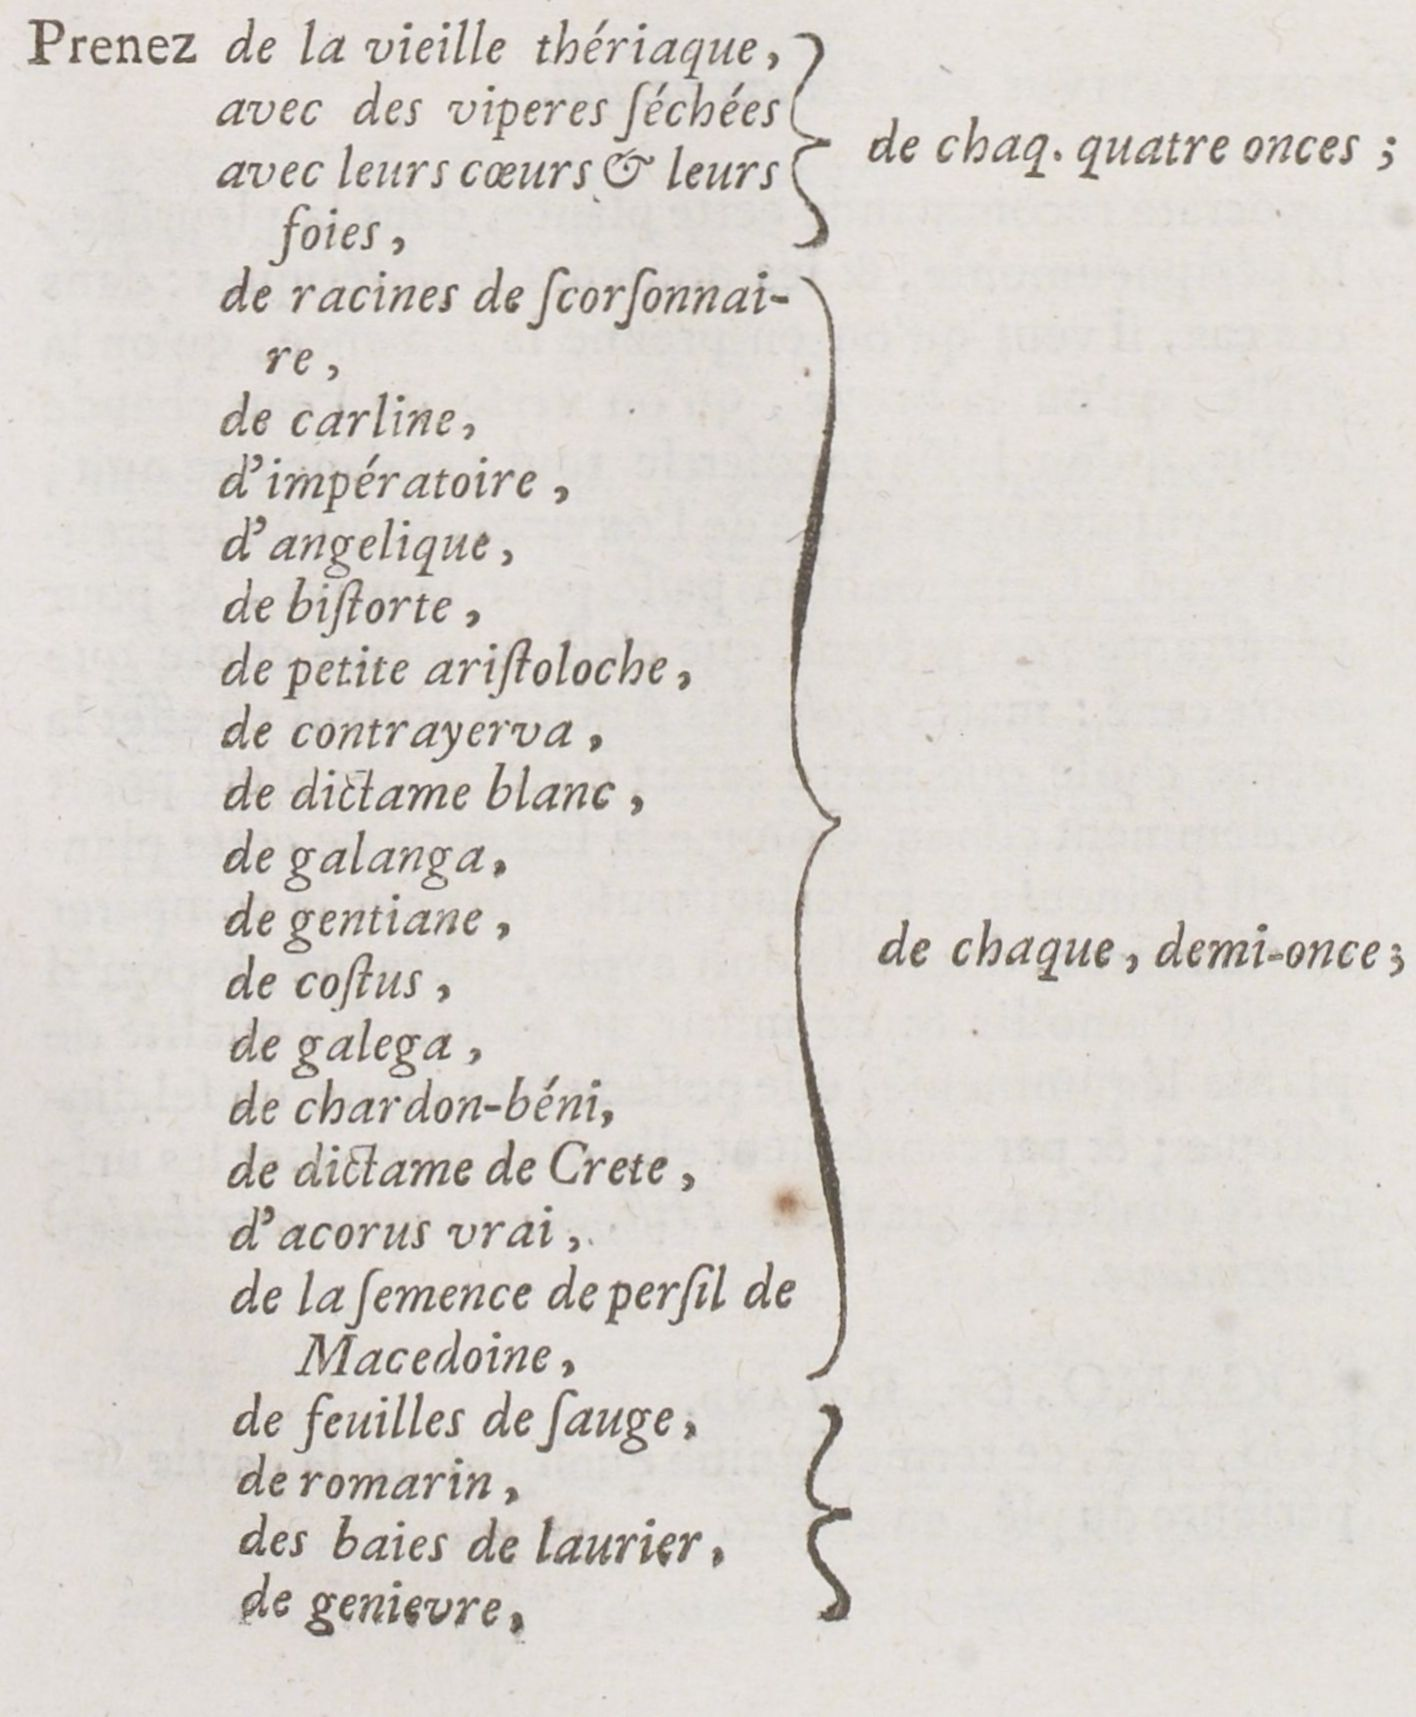 Prenez de la vieille thériaque,
avec des viperes ſéchées
avec leurs cœurs & leurs
foies,
de chaq. quatre onces ;
de racines de ſcorſonnai-
re,
de carline,
d'impératoire,
d'angelique,
de biſtorte,
de petite ariſtoloche,
de contrayerva,
de dictame blanc,
de galanga,
de gentiane,
de coſtus,
de galega,
de chardon-béni,
de dictame de Crete,
d'acorus vrai,
de la ſemence de perſil de
Macedoine,
de chaque, demi-once;
de feuilles de ſauge,
de romarin,
des baies de laurier,
de genievre,